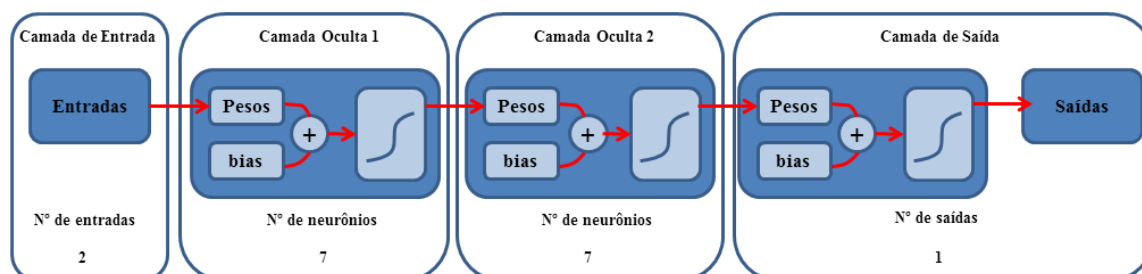 Camada de Entrada
Entradas
N° de entradas
2
Camada Oculta 1
Pesos
+
bias
N° de neurônios
7
Camada Oculta 2
Pesos
+
bias
N° de neurônios
7
Camada de Saída
Pesos
+
bias
Saídas
N° de saídas
1